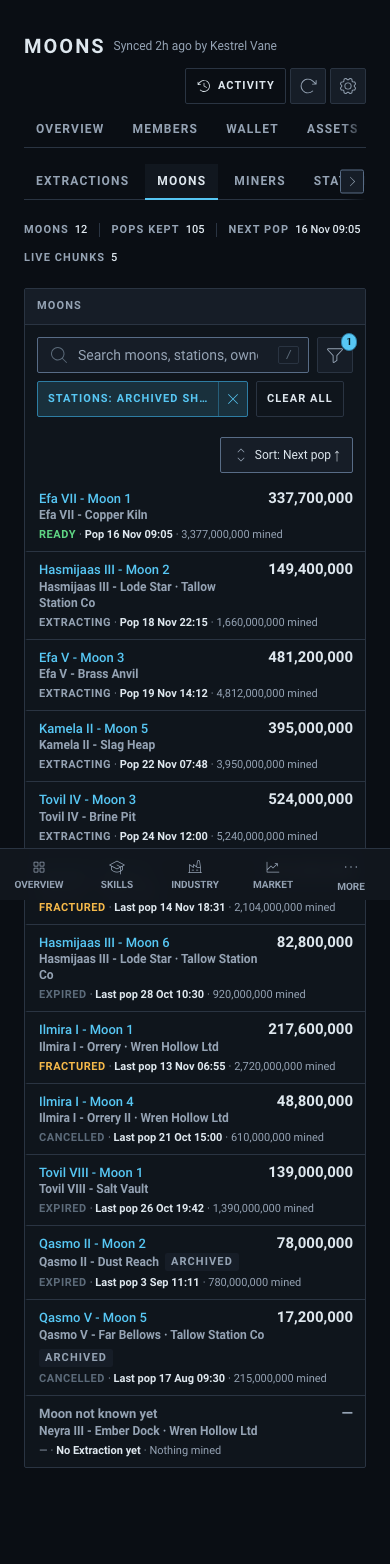 MOONS Synced 2h ago by Kestrel Vane
ACTIVITY
OVERVIEW MEMBERS WALLET ASSETS
EXTRACTIONS MOONS MINERS
MOONS 12 POPS KEPT 105 NEXT POP 16 Nov 09:05
LIVE CHUNKS 5
MOONS
Search moons, stations, own /
1
STATIONS: ARCHIVED SH… CLEAR ALL
Sort: Next pop ↑
Efa VII - Moon 1 337,700,000
Efa VII - Copper Kiln
READY · Pop 16 Nov 09:05 · 3,377,000,000 mined
Hasmijaas III - Moon 2 149,400,000
Hasmijaas III - Lode Star · Tallow
Station Co
EXTRACTING · Pop 18 Nov 22:15 · 1,660,000,000 mined
Efa V - Moon 3 481,200,000
Efa V - Brass Anvil
EXTRACTING · Pop 19 Nov 14:12 · 4,812,000,000 mined
Kamela II - Moon 5 395,000,000
Kamela II - Slag Heap
EXTRACTING · Pop 22 Nov 07:48 · 3,950,000,000 mined
Tovil IV - Moon 3 524,000,000
Tovil IV - Brine Pit
EXTRACTING · Pop 24 Nov 12:00 · 5,240,000,000 mined
OVERVIEW SKILLS INDUSTRY MARKET MORE
FRACTURED · Last pop 14 Nov 18:31 · 2,104,000,000 mined
Hasmijaas III - Moon 6 82,800,000
Hasmijaas III - Lode Star · Tallow Station
Co
EXPIRED · Last pop 28 Oct 10:30 · 920,000,000 mined
Ilmira I - Moon 1 217,600,000
Ilmira I - Orrery · Wren Hollow Ltd
FRACTURED · Last pop 13 Nov 06:55 · 2,720,000,000 mined
Ilmira I - Moon 4 48,800,000
Ilmira I - Orrery II · Wren Hollow Ltd
CANCELLED · Last pop 21 Oct 15:00 · 610,000,000 mined
Tovil VIII - Moon 1 139,000,000
Tovil VIII - Salt Vault
EXPIRED · Last pop 26 Oct 19:42 · 1,390,000,000 mined
Qasmo II - Moon 2 78,000,000
Qasmo II - Dust Reach ARCHIVED
EXPIRED · Last pop 3 Sep 11:11 · 780,000,000 mined
Qasmo V - Moon 5 17,200,000
Qasmo V - Far Bellows · Tallow Station Co
ARCHIVED
CANCELLED · Last pop 17 Aug 09:30 · 215,000,000 mined
Moon not known yet —
Neyra III - Ember Dock · Wren Hollow Ltd
— · No Extraction yet · Nothing mined